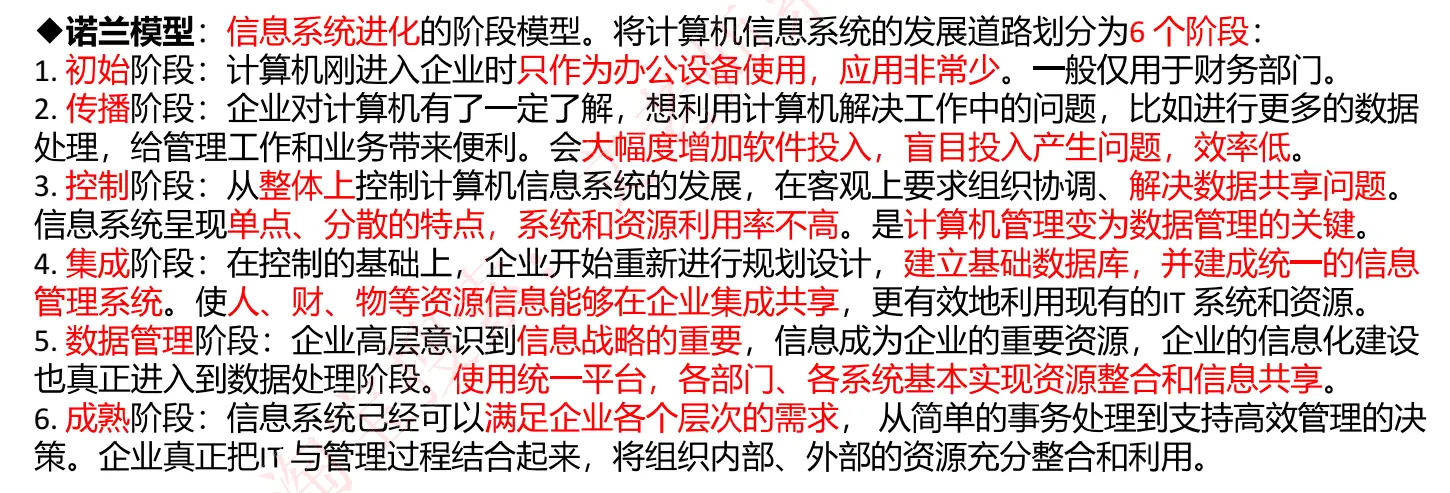 ◆诺兰模型：信息系统进化的阶段模型。将计算机信息系统的发展道路划分为6 个阶段：
1. 初始阶段：计算机刚进入企业时只作为办公设备使用，应用非常少。一般仅用于财务部门。
2. 传播阶段：企业对计算机有了一定了解，想利用计算机解决工作中的问题，比如进行更多的数据
处理，给管理工作和业务带来便利。会大幅度增加软件投入，盲目投入产生问题，效率低。
3. 控制阶段：从整体上控制计算机信息系统的发展，在客观上要求组织协调、解决数据共享问题。
信息系统呈现单点、分散的特点，系统和资源利用率不高。是计算机管理变为数据管理的关键。
4. 集成阶段：在控制的基础上，企业开始重新进行规划设计，建立基础数据库，并建成统一的信息
管理系统。使人、财、物等资源信息能够在企业集成共享，更有效地利用现有的IT 系统和资源。
5. 数据管理阶段：企业高层意识到信息战略的重要，信息成为企业的重要资源，企业的信息化建设
也真正进入到数据处理阶段。使用统一平台，各部门、各系统基本实现资源整合和信息共享。
6. 成熟阶段：信息系统已经可以满足企业各个层次的需求， 从简单的事务处理到支持高效管理的决
策。企业真正把IT 与管理过程结合起来，将组织内部、外部的资源充分整合和利用。